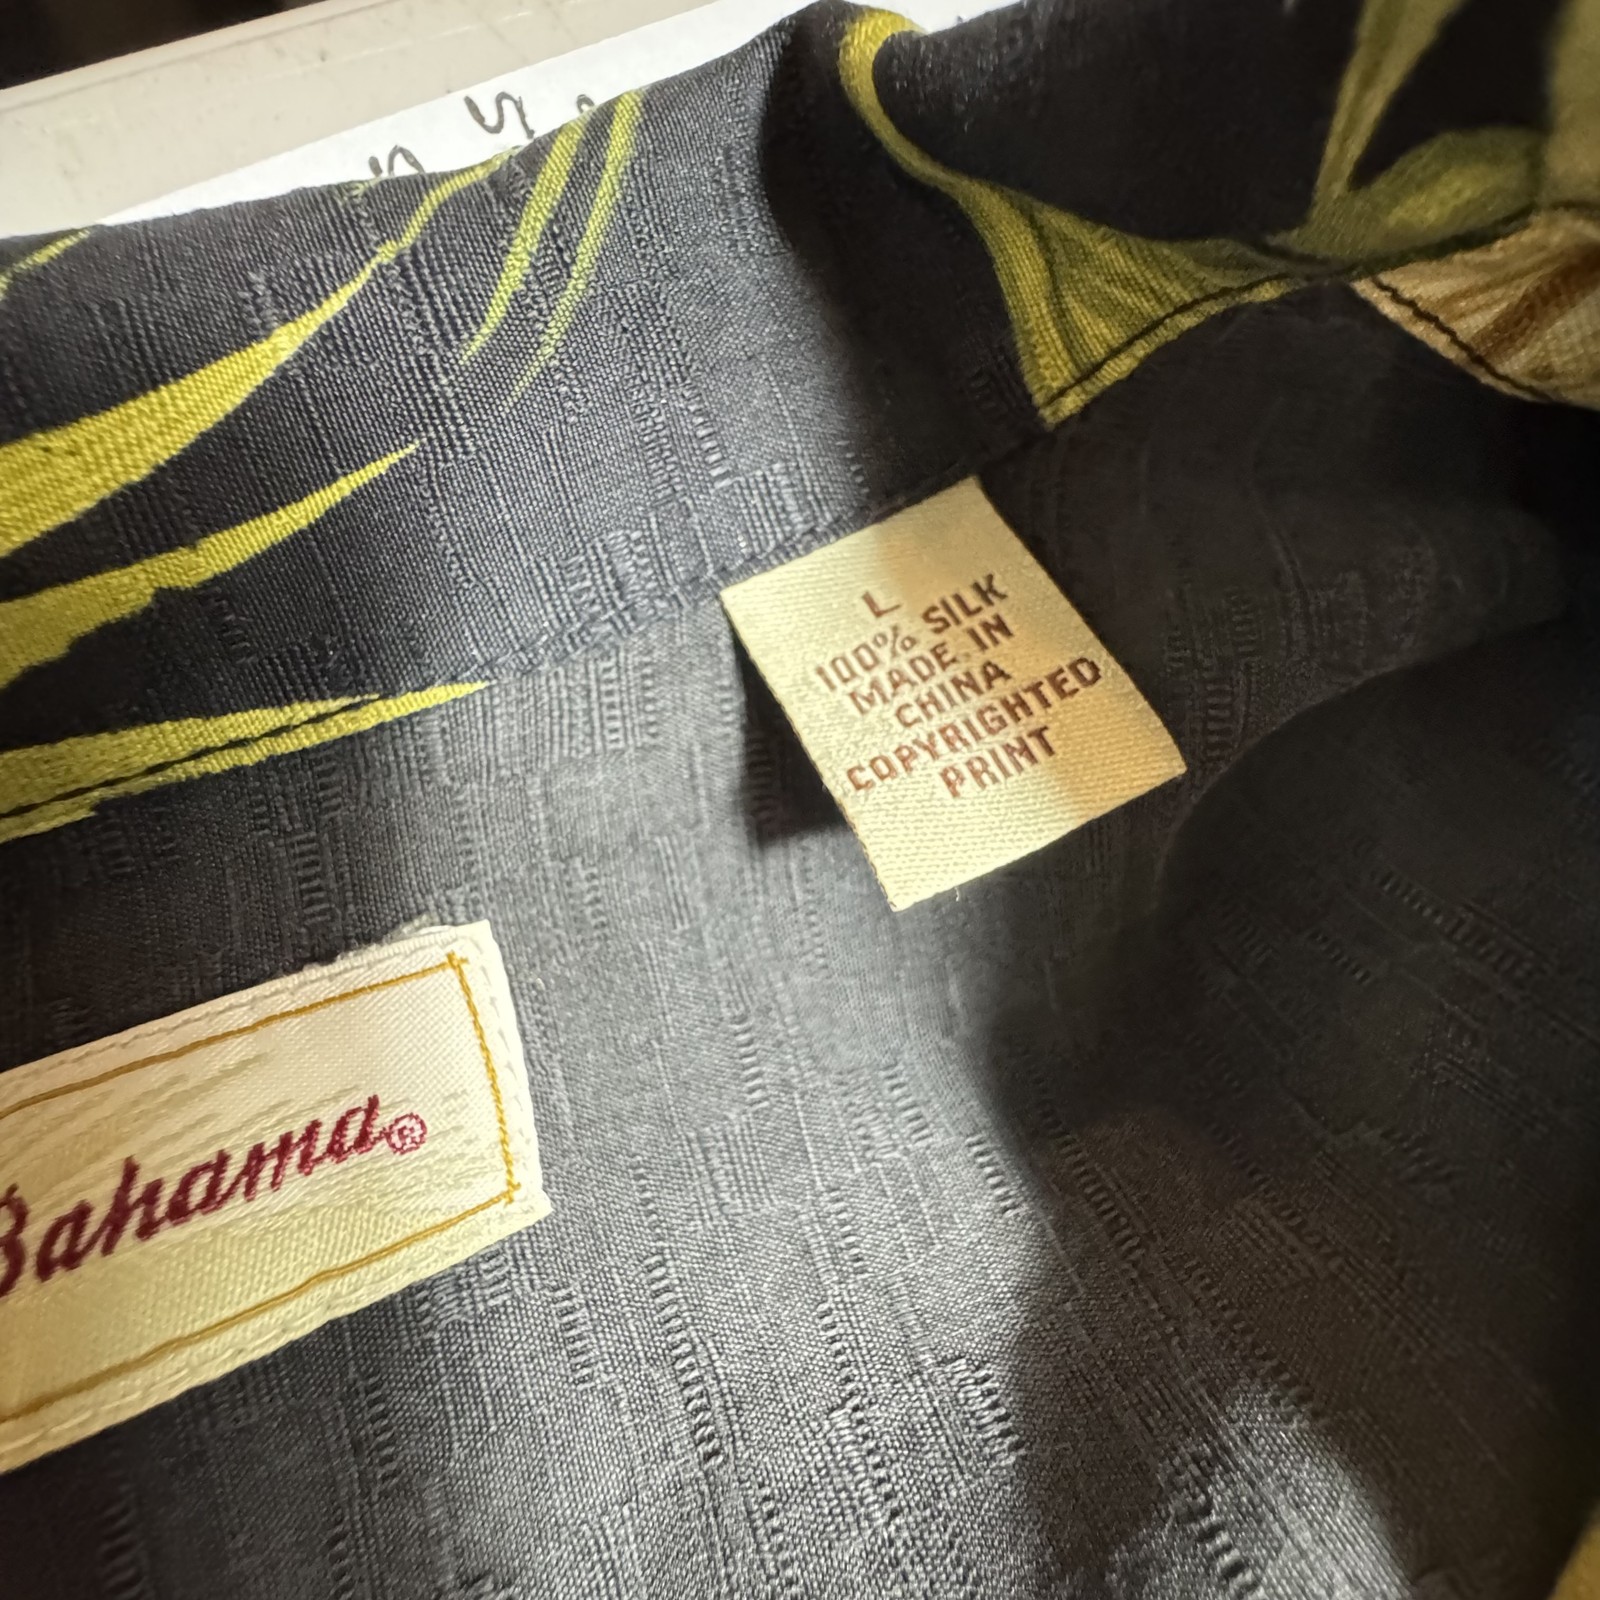 L
100% SILK
MADE IN
CHINA
COPYRIGHTED
PRINT
Bahama®